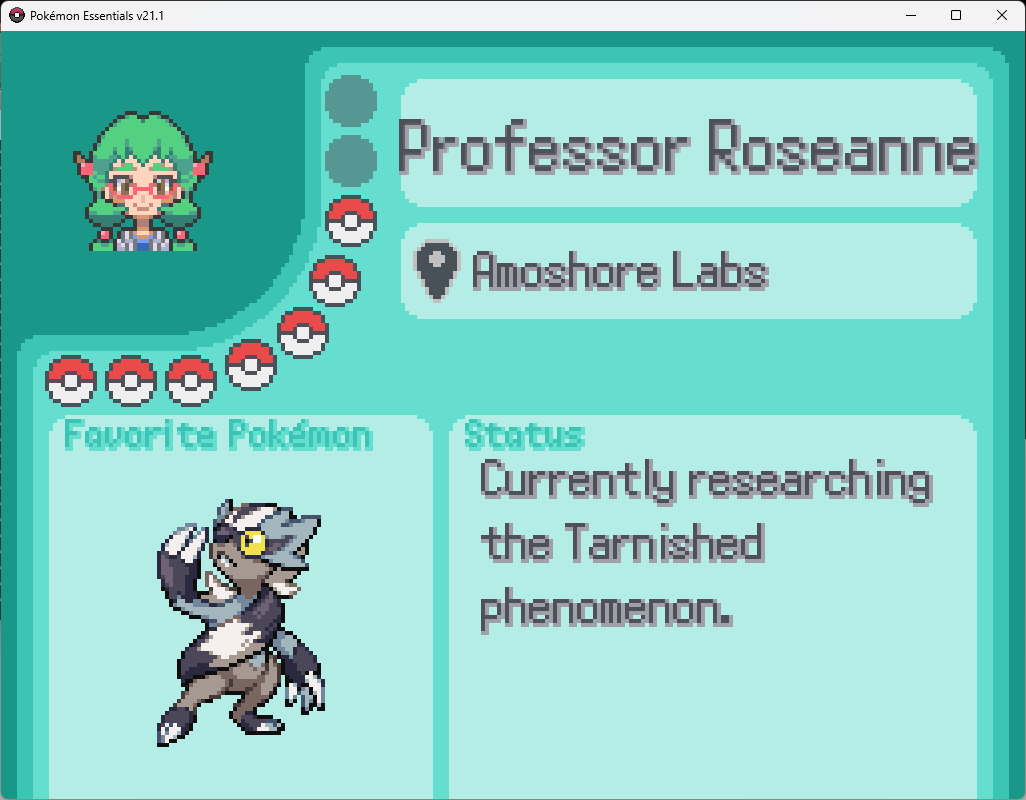 Pokémon Essentials v21.1
Professor Roseanne
Amoshore Labs
Favorite Pokémon
Status
Currently researching
the Tarnished
phenomenon.